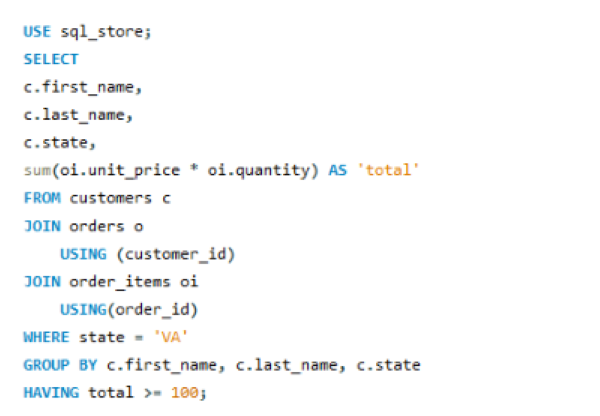 USE sql_store;
SELECT
c.first_name,
c.last_name,
c.state,
sum(oi.unit_price * oi.quantity) AS 'total'
FROM customers c
JOIN orders o
    USING (customer_id)
JOIN order_items oi
    USING(order_id)
WHERE state = 'VA'
GROUP BY c.first_name, c.last_name, c.state
HAVING total >= 100;